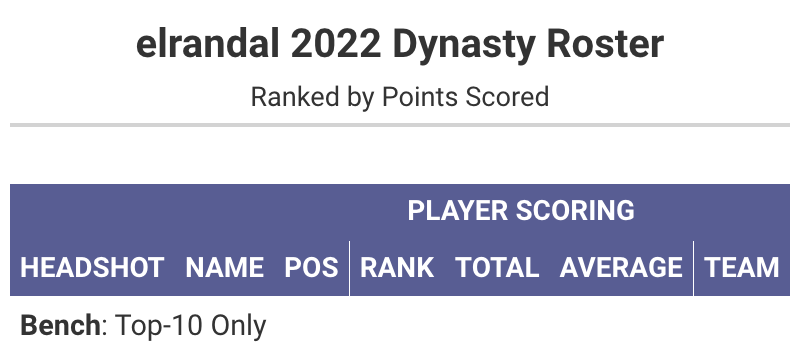 elrandal 2022 Dynasty Roster
Ranked by Points Scored
PLAYER SCORING
HEADSHOT NAME POS RANK TOTAL AVERAGE TEAM
Bench: Top-10 Only